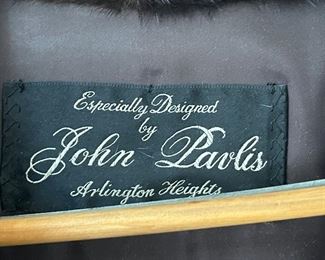 Especially Designed
by
John Pavlis
Arlington Heights